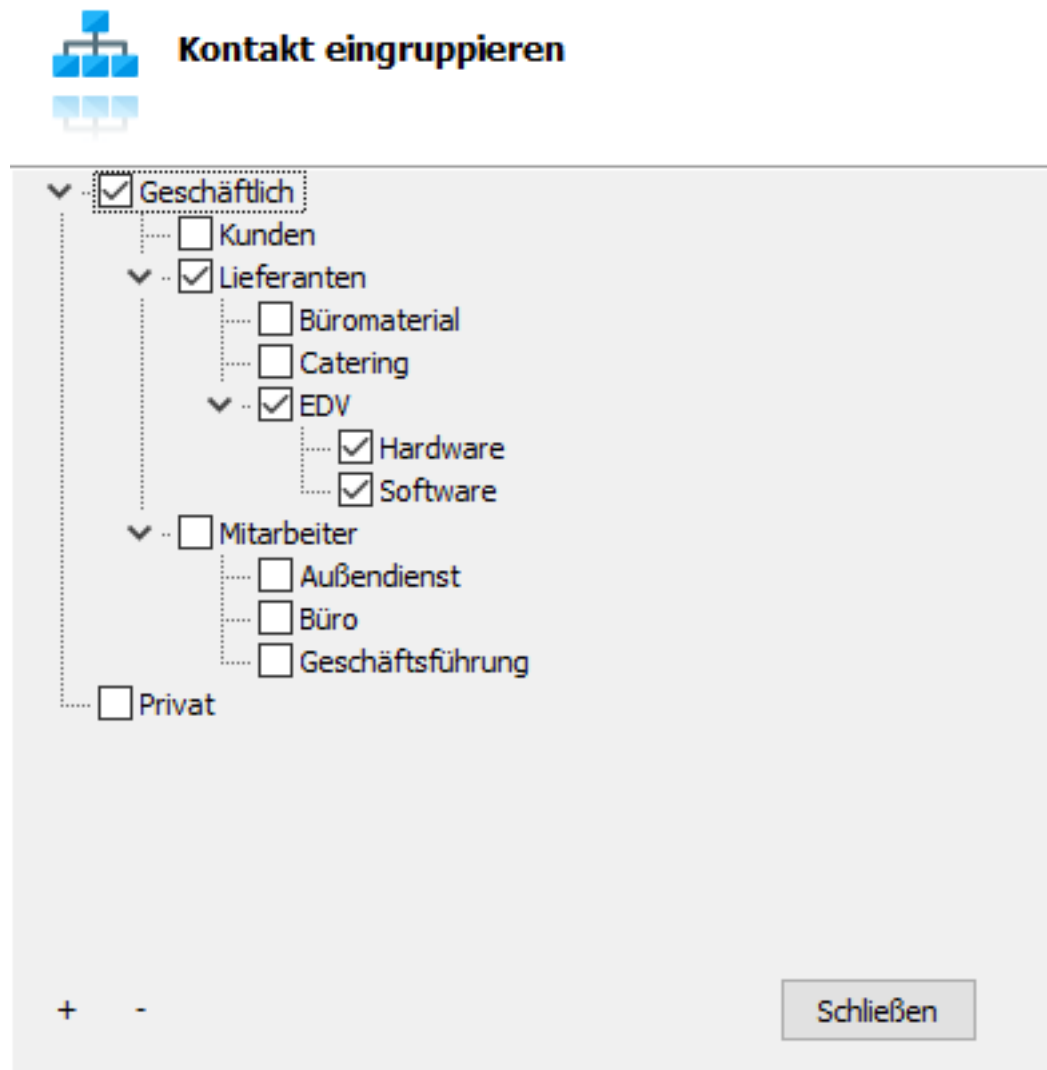 Kontakt eingruppieren
Geschäftlich
Kunden
Lieferanten
Büromaterial
Catering
EDV
Hardware
Software
Mitarbeiter
Außendienst
Büro
Geschäftsführung
Privat
+ - Schließen